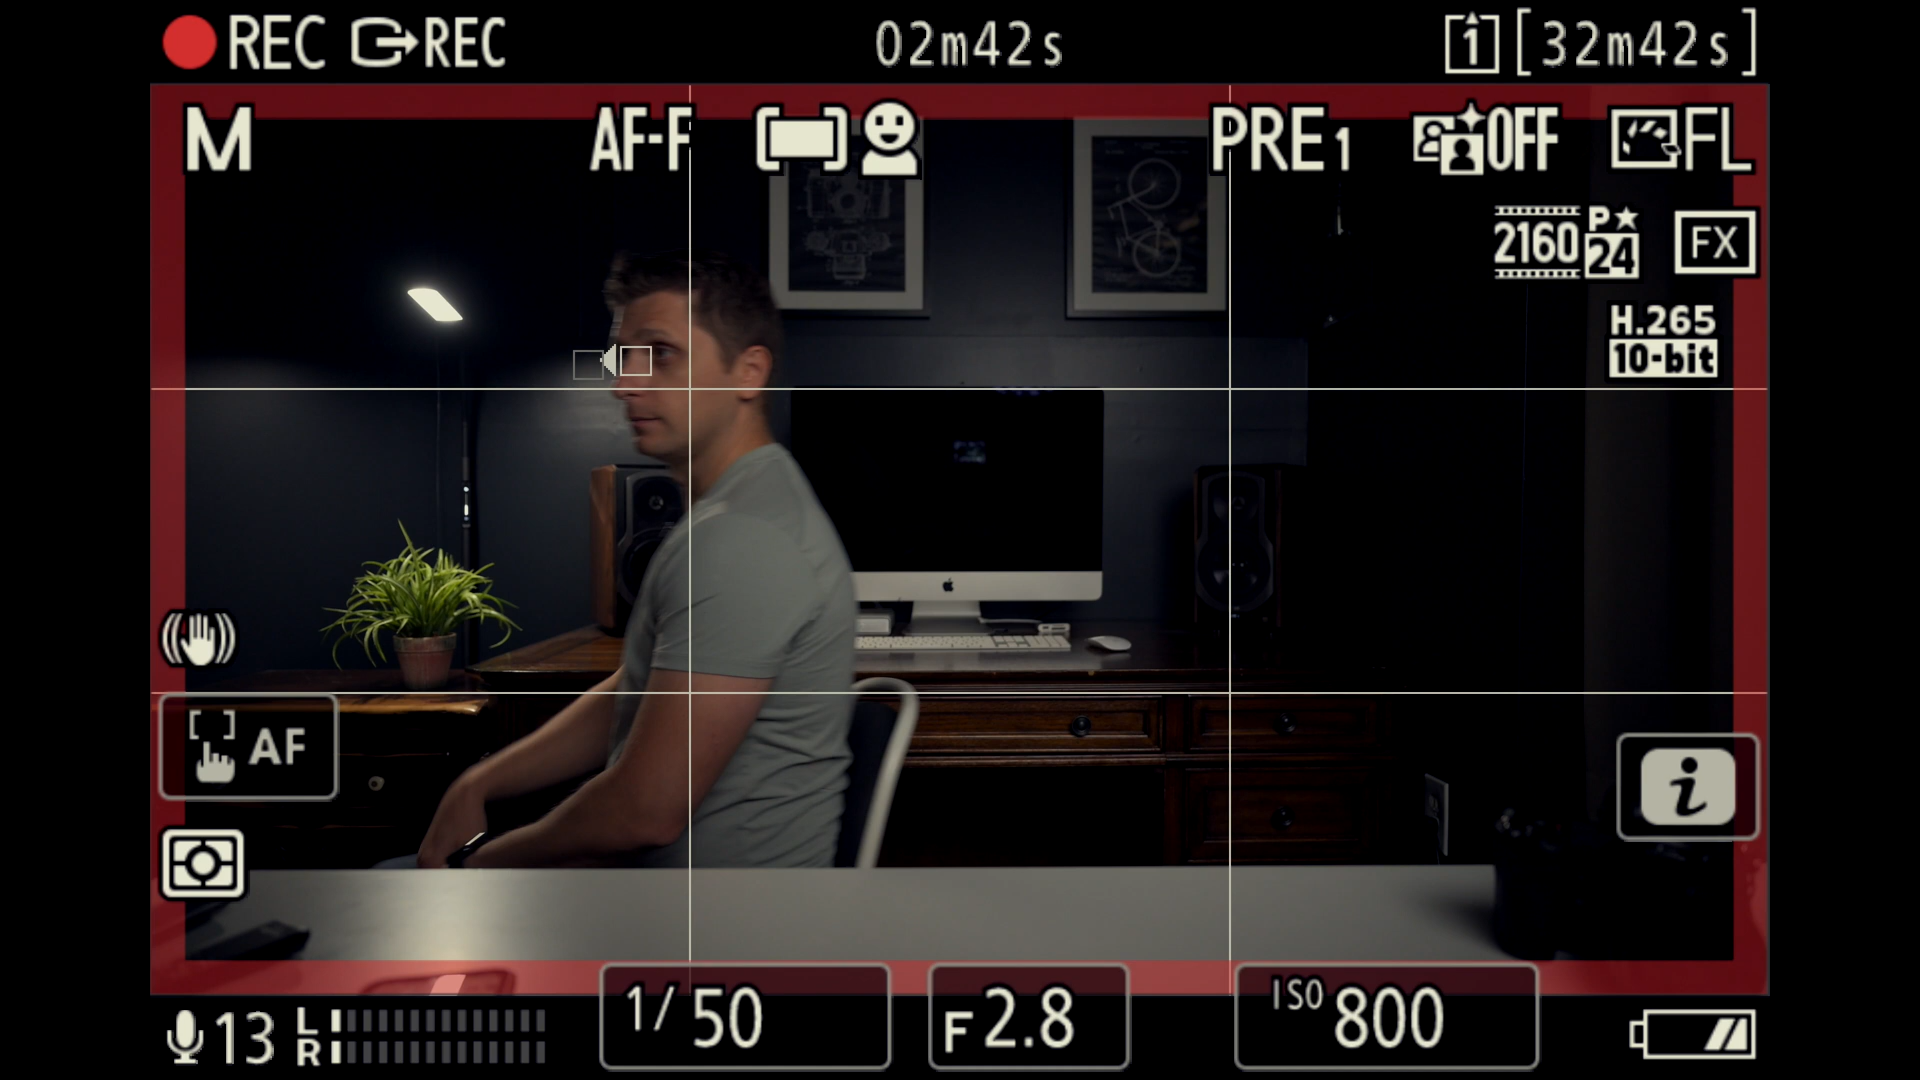 REC REC 02m42s 1 [32m42s]
M AF-F PRE1 OFF FL
2160 P★ 24 FX
H.265
10-bit
AF
i
1/50 F2.8 ISO 800
13 L
R